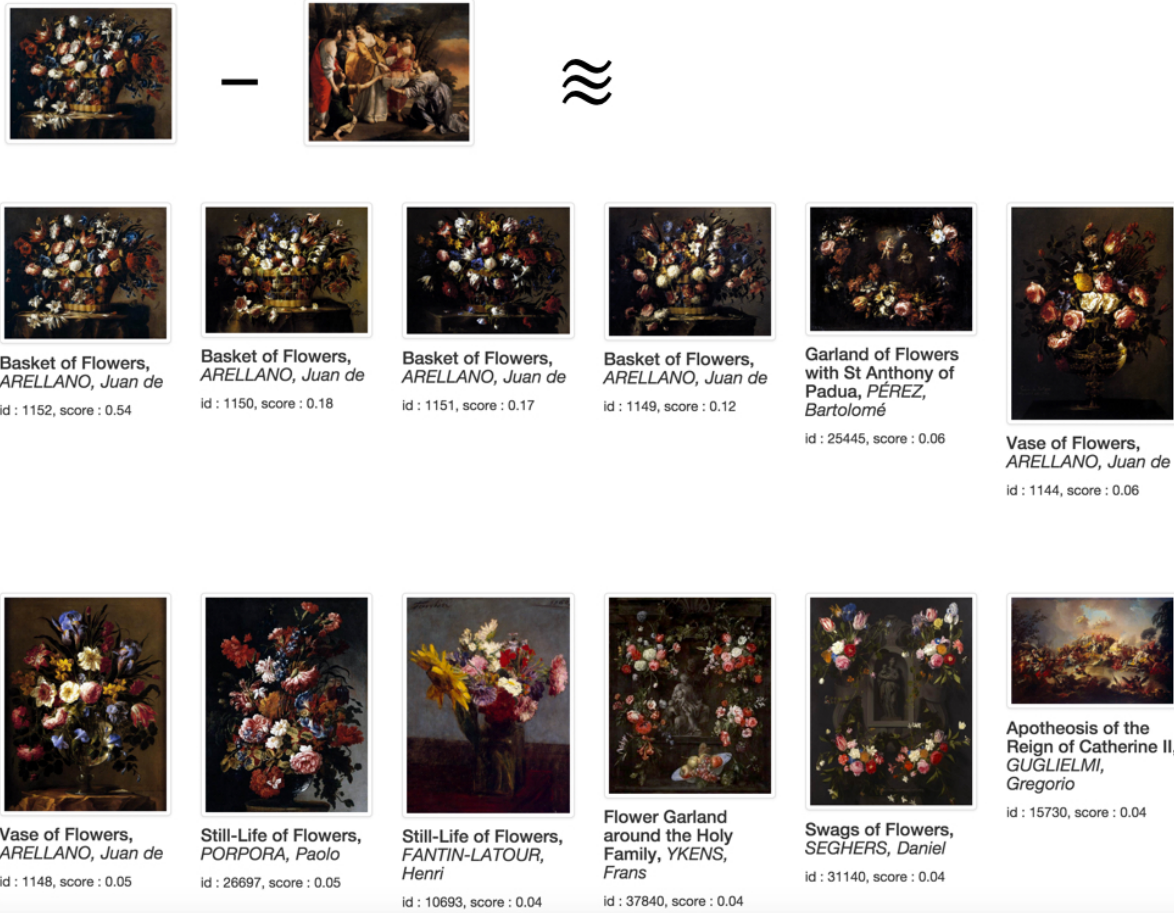 Basket of Flowers,
ARELLANO, Juan de
id : 1152, score : 0.54
Basket of Flowers,
ARELLANO, Juan de
id : 1150, score : 0.18
Basket of Flowers,
ARELLANO, Juan de
id : 1151, score : 0.17
Basket of Flowers,
ARELLANO, Juan de
id : 1149, score : 0.12
Garland of Flowers
with St Anthony of
Padua, PÉREZ,
Bartolomé
id : 25445, score : 0.06
Vase of Flowers,
ARELLANO, Juan de
id : 1144, score : 0.06
Vase of Flowers,
ARELLANO, Juan de
id : 1148, score : 0.05
Still-Life of Flowers,
PORPORA, Paolo
id : 26697, score : 0.05
Still-Life of Flowers,
FANTIN-LATOUR,
Henri
id : 10693, score : 0.04
Flower Garland
around the Holy
Family, YKENS,
Frans
id : 37840, score : 0.04
Swags of Flowers,
SEGHERS, Daniel
id : 31140, score : 0.04
Apotheosis of the
Reign of Catherine II,
GUGLIELMI,
Gregorio
id : 15730, score : 0.04